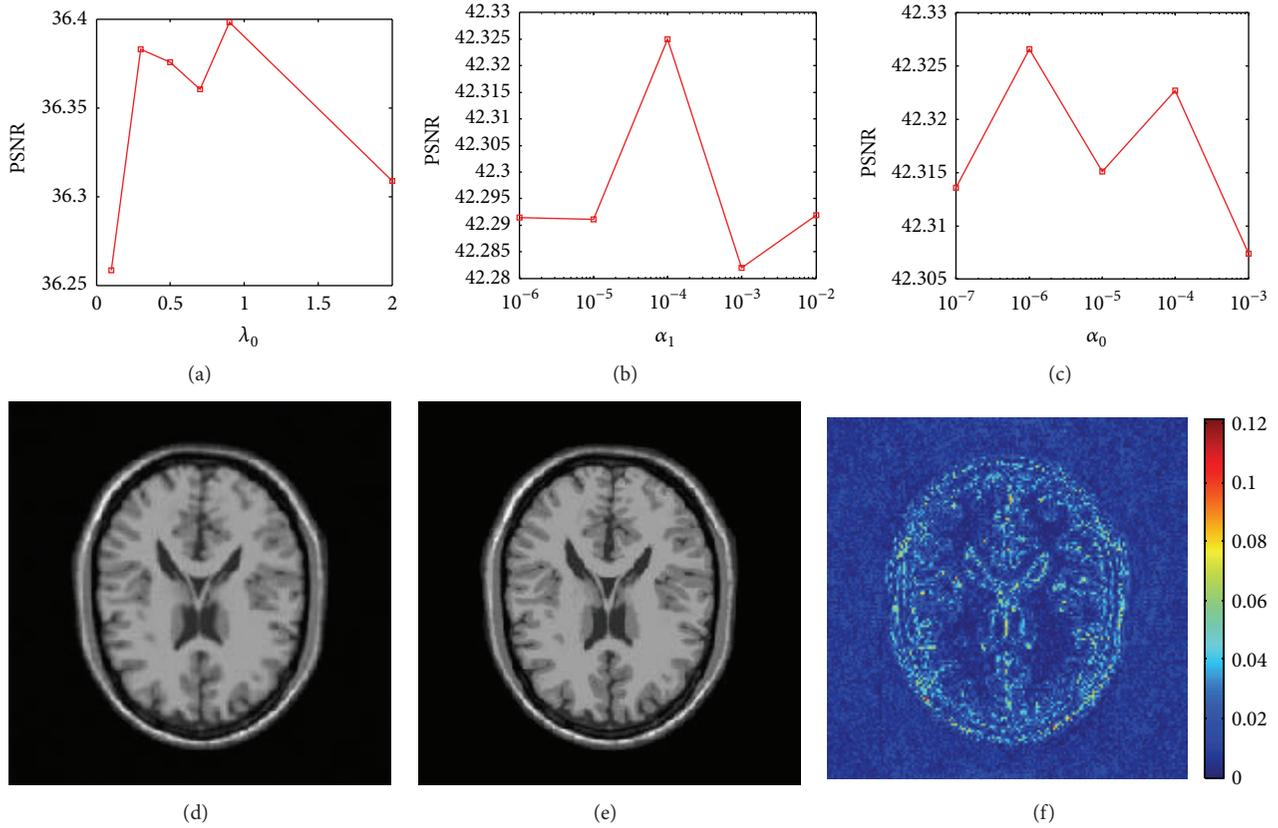 36.4
36.35
36.3
36.25
PSNR
0 0.5 1 1.5 2
λ0
(a)
42.33
42.325
42.32
42.315
42.31
42.305
42.3
42.295
42.29
42.285
42.28
PSNR
10−6 10−5 10−4 10−3 10−2
α1
(b)
42.33
42.325
42.32
42.315
42.31
42.305
PSNR
10−7 10−6 10−5 10−4 10−3
α0
(c)
(d)
(e)
0.12
0.1
0.08
0.06
0.04
0.02
0
(f)